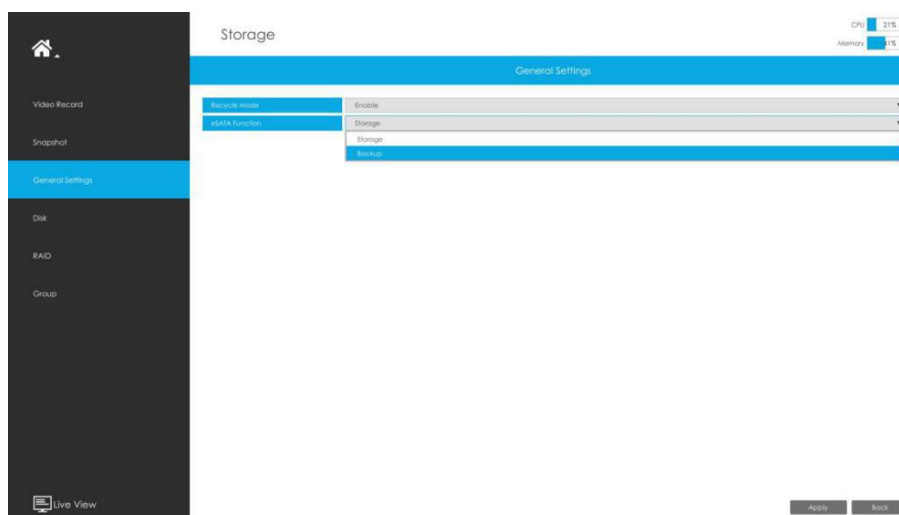 Storage
CPU 21%
Memory 41%
General Settings
Video Record
Snapshot
General Settings
Disk
RAID
Group
Live View
Recycle Mode Enable
eSATA Function Storage
Storage
Backup
Apply Back